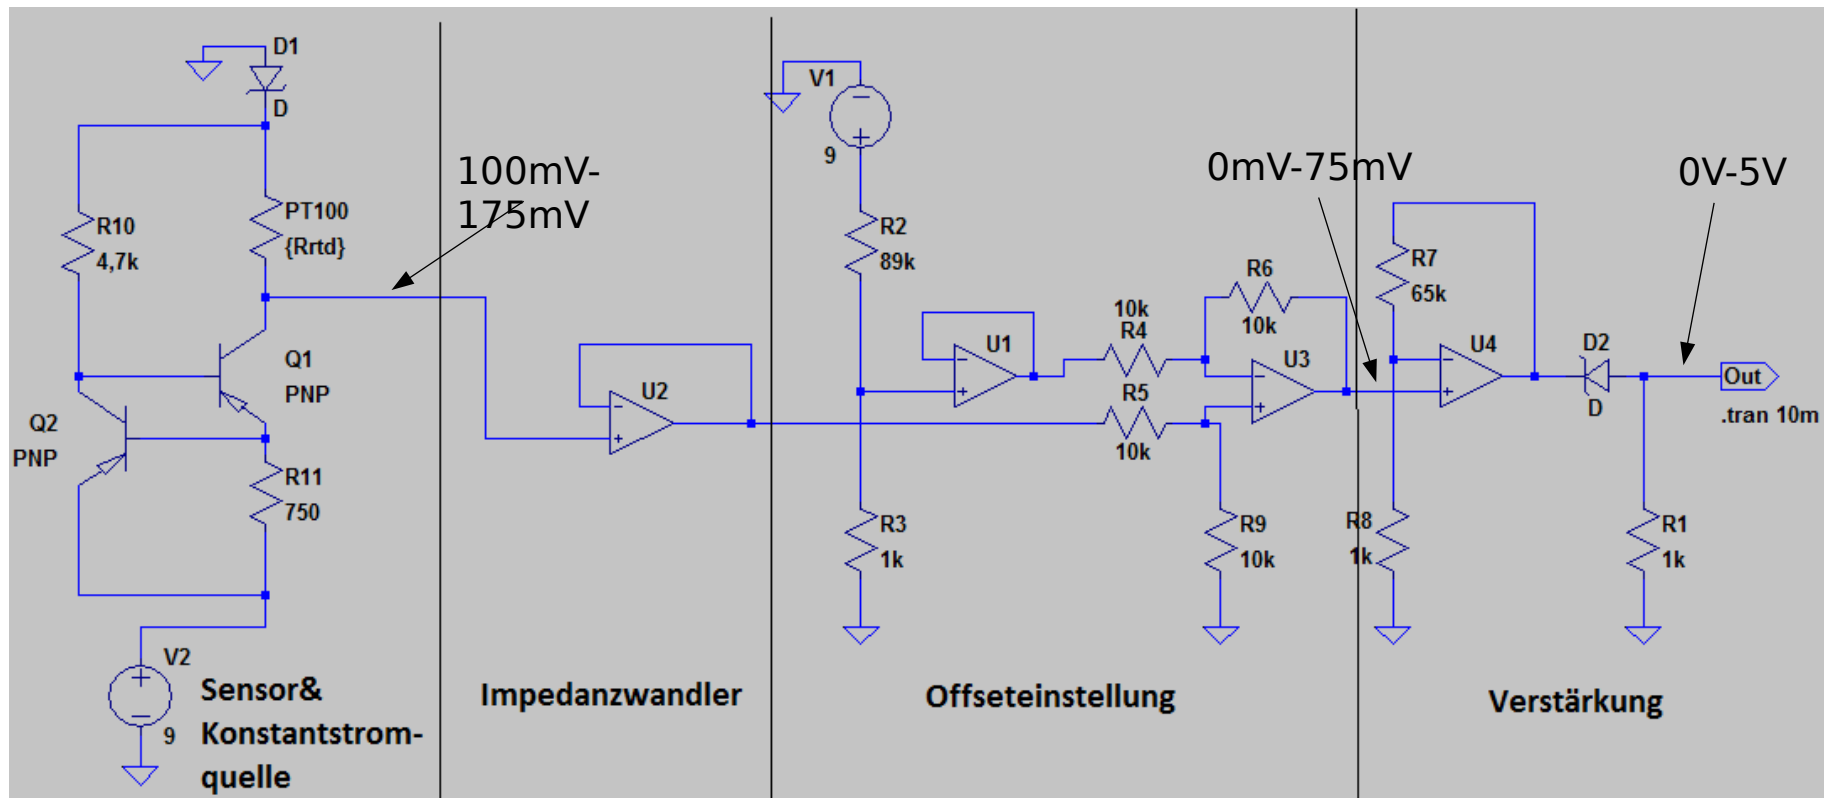 D1
D
R10
4,7k
PT100
{Rrtd}
Q1
PNP
Q2
PNP
R11
750
V2
9
Sensor&
Konstantstrom-
quelle
100mV-
175mV
U2
Impedanzwandler
V1
9
R2
89k
R3
1k
U1
10k
R4
R5
10k
R6
10k
U3
R9
10k
Offseteinstellung
0mV-75mV
R7
65k
U4
R8
1k
D2
D
0V-5V
Out
.tran 10m
R1
1k
Verstärkung